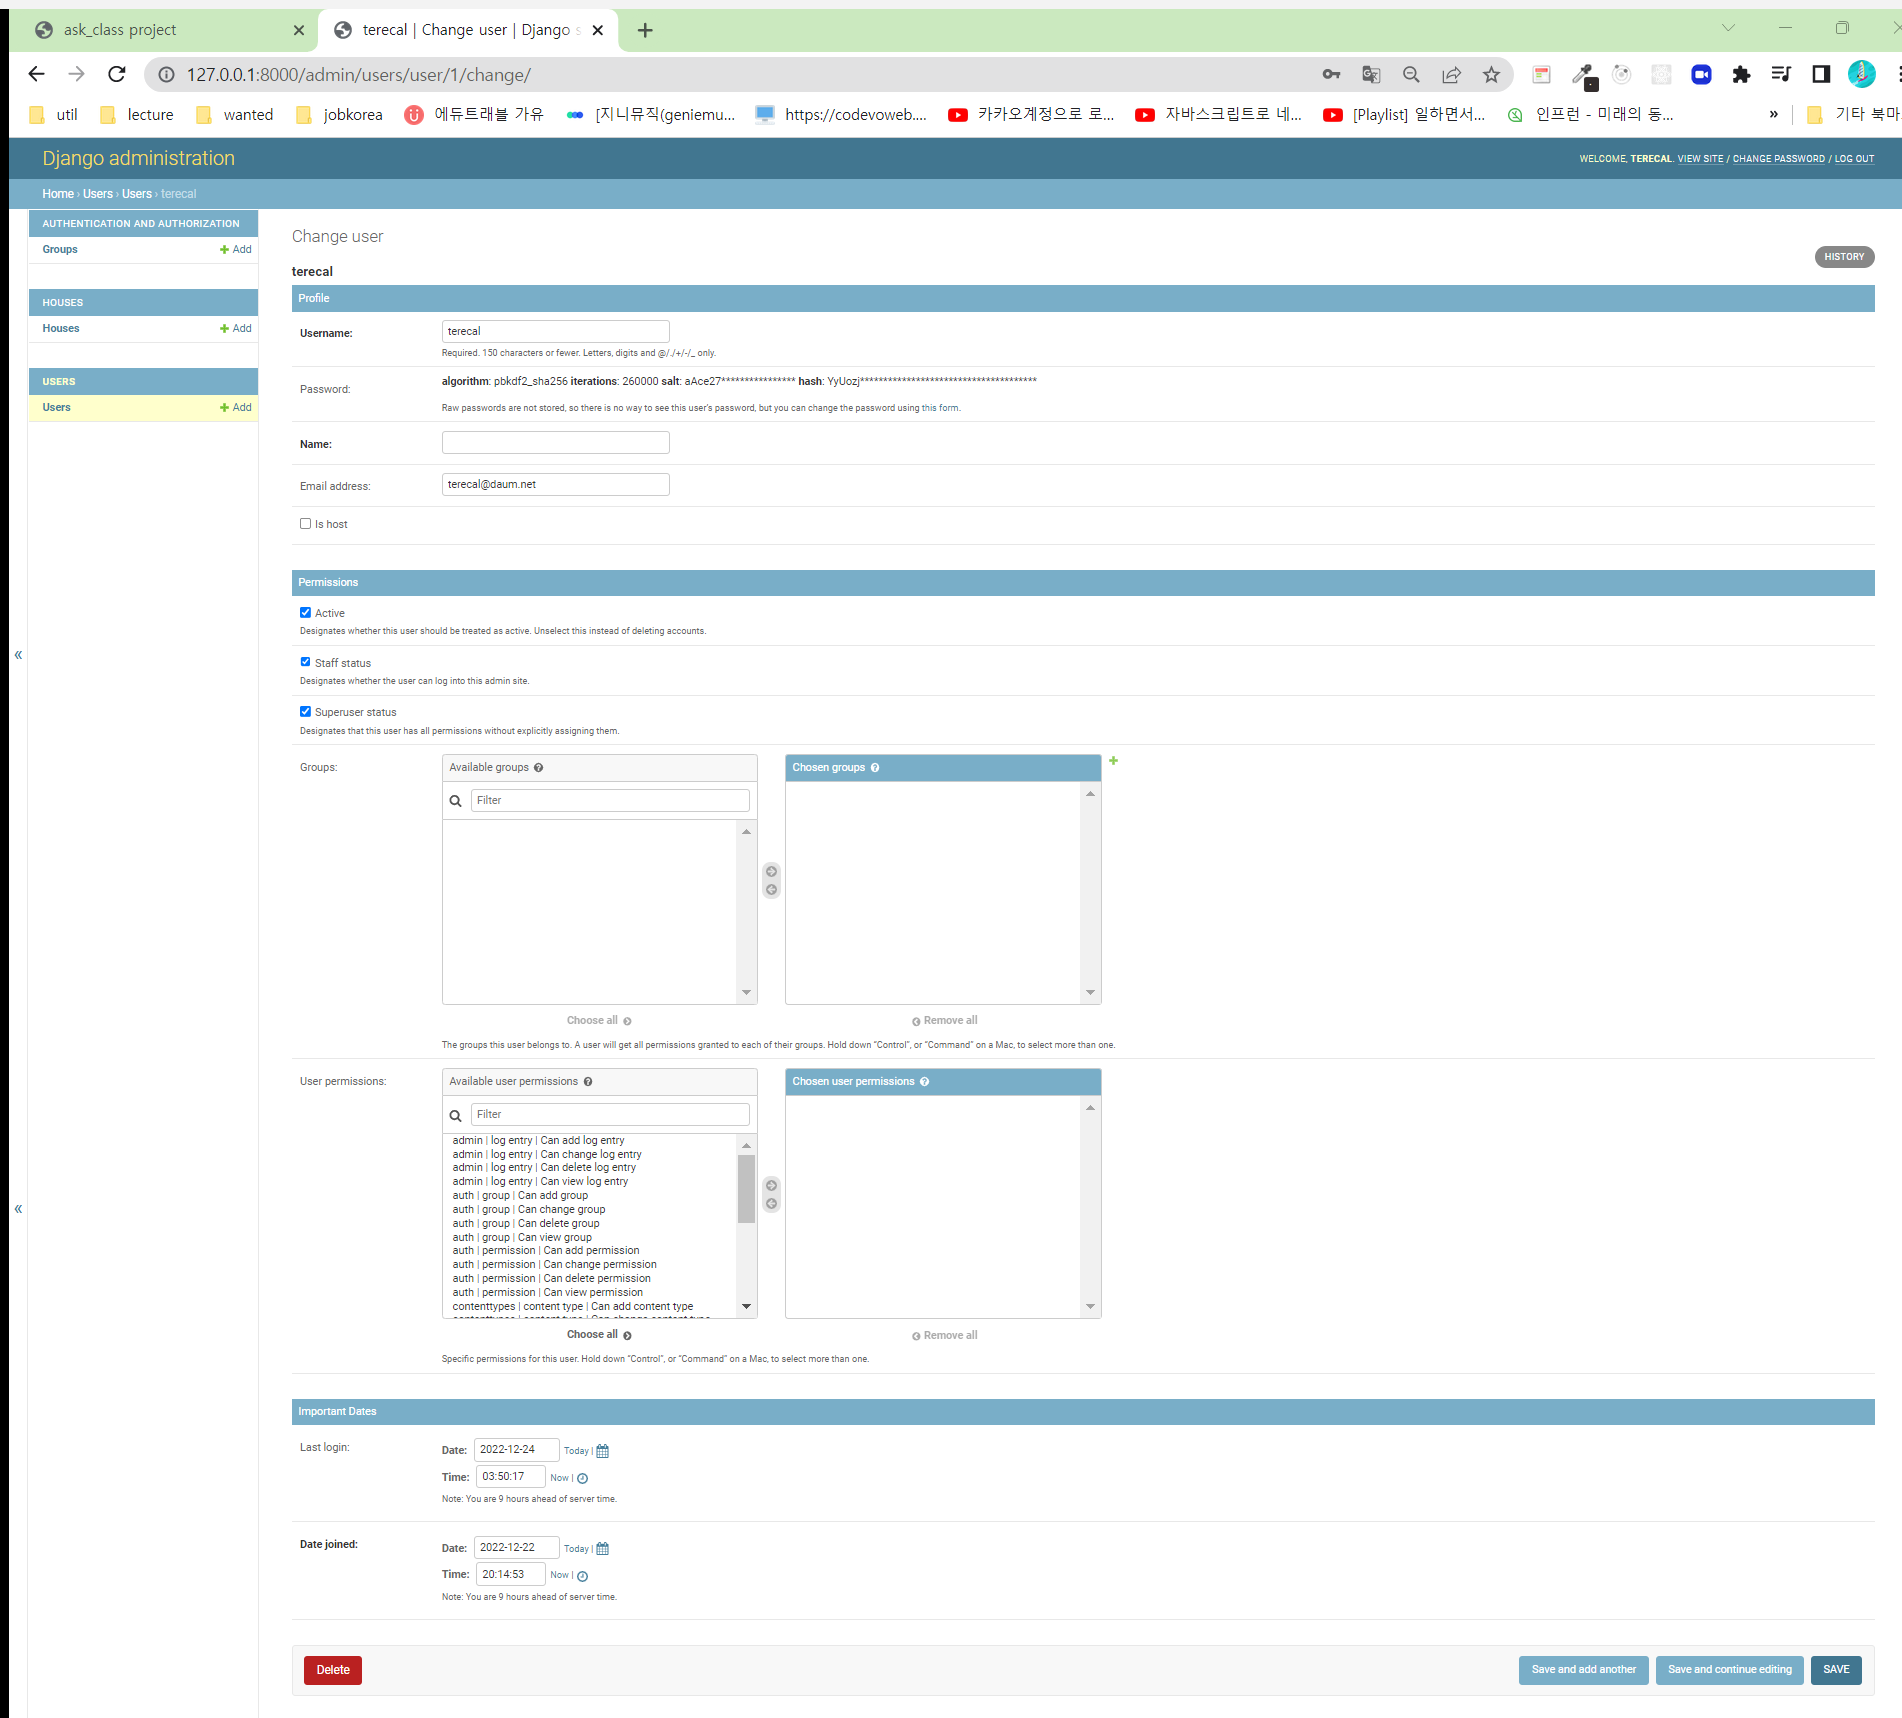 ask_class project
terecal | Change user | Django s
127.0.0.1:8000/admin/users/user/1/change/
util lecture wanted jobkorea 에듀트래블 가유 [지니뮤직(geniemu... https://codevoweb.... 카카오계정으로 로... 자바스크립트로 네... [Playlist] 일하면서... 인프런 - 미래의 동... » 기타 북마
Django administration
WELCOME, TERECAL. VIEW SITE / CHANGE PASSWORD / LOG OUT
Home › Users › Users › terecal
AUTHENTICATION AND AUTHORIZATION
Groups + Add
HOUSES
Houses + Add
USERS
Users + Add
«
«
Change user
HISTORY
terecal
Profile
Username: terecal
Required. 150 characters or fewer. Letters, digits and @/./+/-/_ only.
Password: algorithm: pbkdf2_sha256 iterations: 260000 salt: aAce27**************** hash: YyUozj**************************************
Raw passwords are not stored, so there is no way to see this user's password, but you can change the password using this form.
Name:
Email address: terecal@daum.net
Is host
Permissions
Active
Designates whether this user should be treated as active. Unselect this instead of deleting accounts.
Staff status
Designates whether the user can log into this admin site.
Superuser status
Designates that this user has all permissions without explicitly assigning them.
Groups:
Available groups
Filter
Chosen groups
Choose all
Remove all
The groups this user belongs to. A user will get all permissions granted to each of their groups. Hold down "Control", or "Command" on a Mac, to select more than one.
User permissions:
Available user permissions
Filter
admin | log entry | Can add log entry
admin | log entry | Can change log entry
admin | log entry | Can delete log entry
admin | log entry | Can view log entry
auth | group | Can add group
auth | group | Can change group
auth | group | Can delete group
auth | group | Can view group
auth | permission | Can add permission
auth | permission | Can change permission
auth | permission | Can delete permission
auth | permission | Can view permission
contenttypes | content type | Can add content type
contenttypes | content type | Can change content type
Chosen user permissions
Choose all
Remove all
Specific permissions for this user. Hold down "Control", or "Command" on a Mac, to select more than one.
Important Dates
Last login:
Date: 2022-12-24 Today |
Time: 03:50:17 Now |
Note: You are 9 hours ahead of server time.
Date joined:
Date: 2022-12-22 Today |
Time: 20:14:53 Now |
Note: You are 9 hours ahead of server time.
Delete
Save and add another
Save and continue editing
SAVE